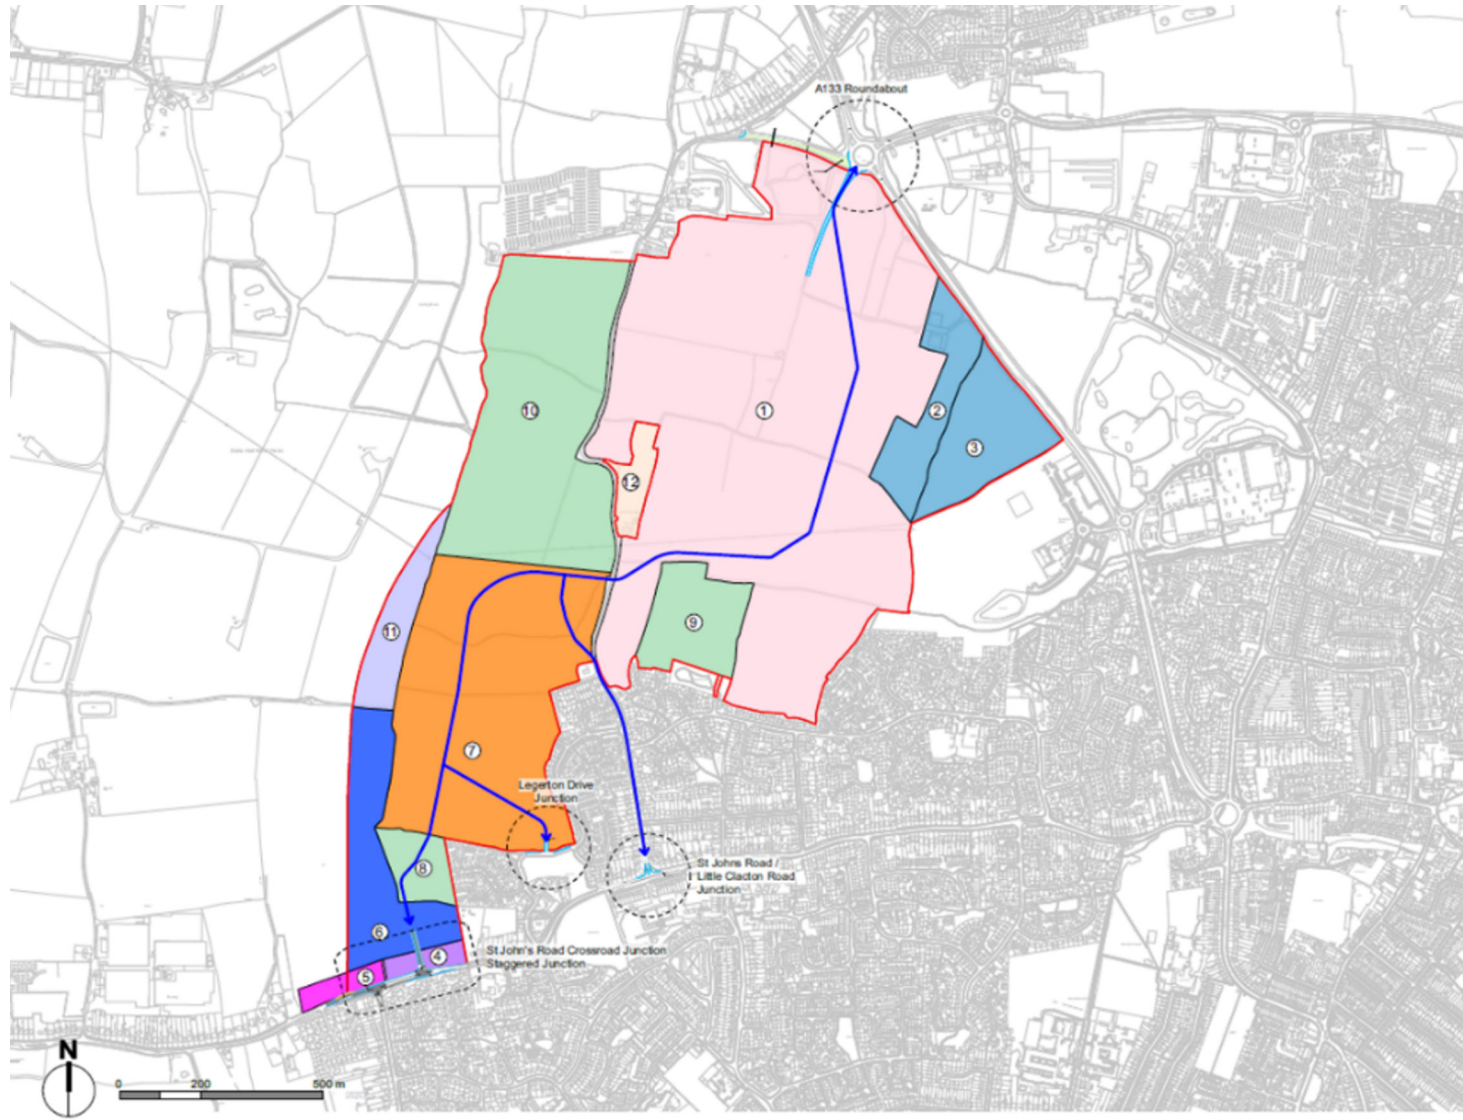 A133 Roundabout
10
1
2
3
12
11
9
7
Legerton Drive
Junction
8
St Johns Road /
Little Clacton Road
Junction
6
St John's Road Crossroad Junction
Staggered Junction
4
5
N
0 200 500 m